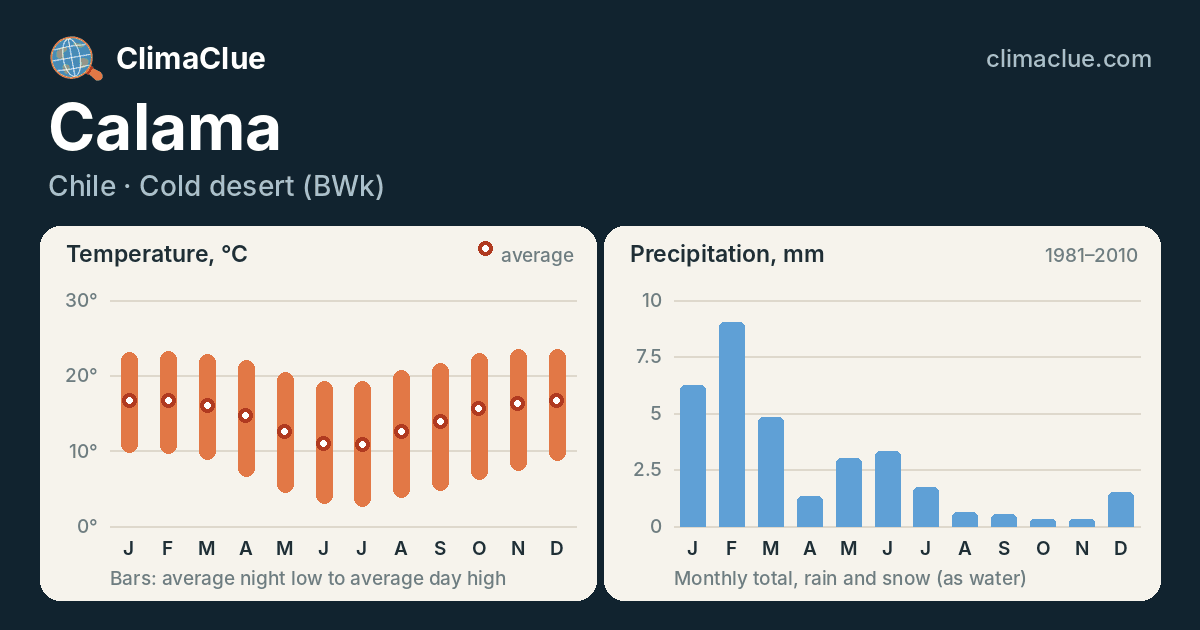 ClimaClue
climaclue.com
Calama
Chile · Cold desert (BWk)
Temperature, °C
average
30°
20°
10°
0°
J F M A M J J A S O N D
Bars: average night low to average day high
Precipitation, mm
1981–2010
10
7.5
5
2.5
0
J F M A M J J A S O N D
Monthly total, rain and snow (as water)